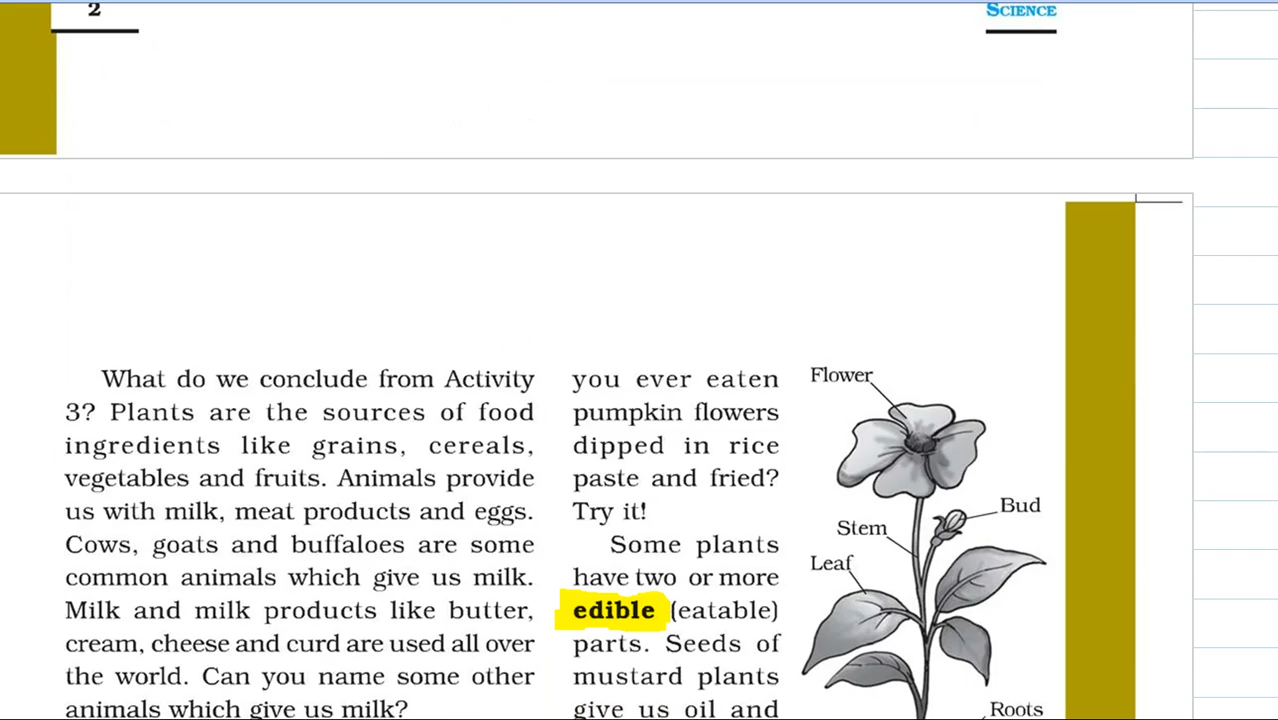 2
SCIENCE
What do we conclude from Activity
3? Plants are the sources of food
ingredients like grains, cereals,
vegetables and fruits. Animals provide
us with milk, meat products and eggs.
Cows, goats and buffaloes are some
common animals which give us milk.
Milk and milk products like butter,
cream, cheese and curd are used all over
the world. Can you name some other
animals which give us milk?
you ever eaten
pumpkin flowers
dipped in rice
paste and fried?
Try it!
Some plants
have two or more
edible (eatable)
parts. Seeds of
mustard plants
give us oil and
Flower
Bud
Stem
Leaf
Roots